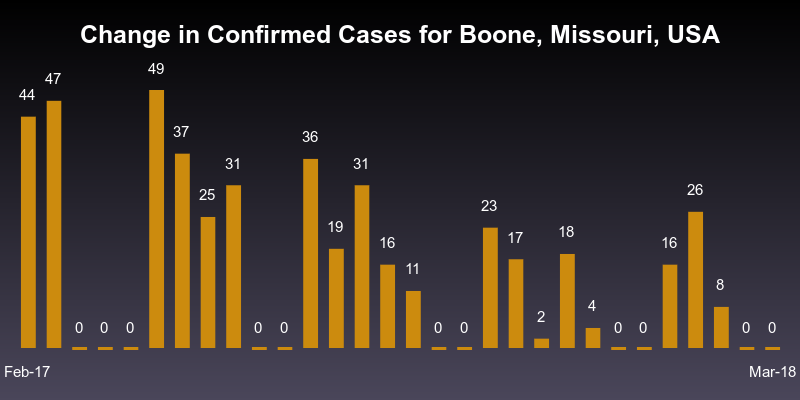 Change in Confirmed Cases for Boone, Missouri, USA
44 47 0 0 0 49 37 25 31 0 0 36 19 31 16 11 0 0 23 17 2 18 4 0 0 16 26 8 0 0
Feb-17 Mar-18